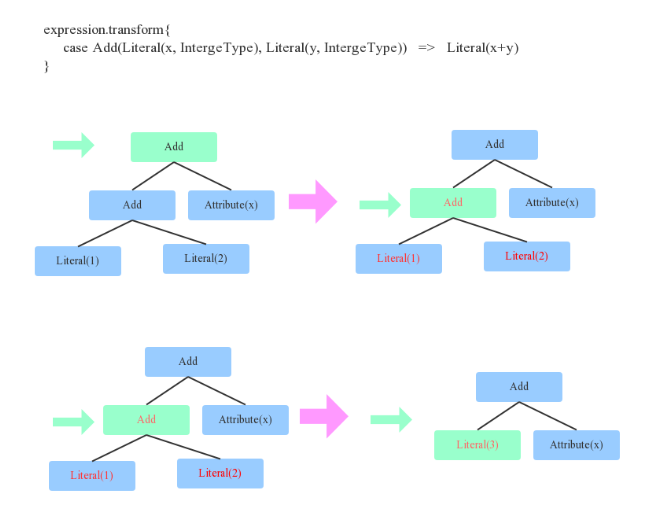 expression.transform{
case Add(Literal(x, IntergeType), Literal(y, IntergeType)) => Literal(x+y)
}
Add
Add
Attribute(x)
Literal(1)
Literal(2)
Add
Add
Attribute(x)
Literal(1)
Literal(2)
Add
Add
Attribute(x)
Literal(1)
Literal(2)
Add
Literal(3)
Attribute(x)